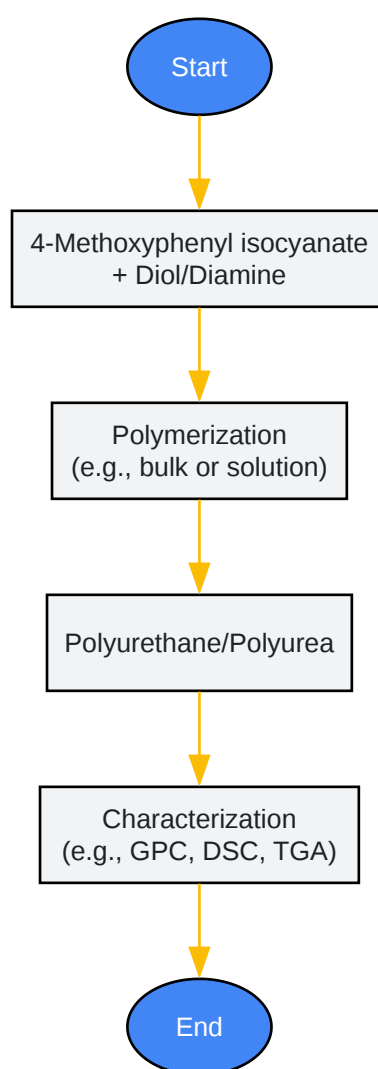 Start
4-Methoxyphenyl isocyanate
+ Diol/Diamine
Polymerization
(e.g., bulk or solution)
Polyurethane/Polyurea
Characterization
(e.g., GPC, DSC, TGA)
End